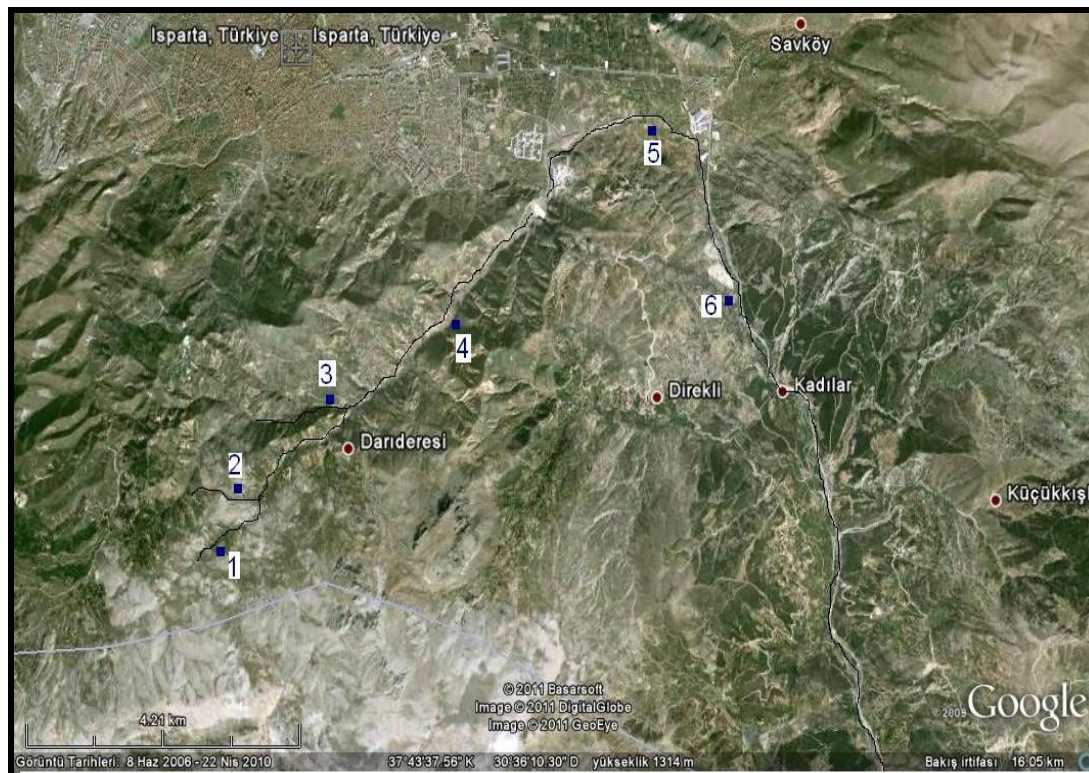 Isparta, Türkiye Isparta, Türkiye
Savköy
5
6
4
3
Direkli
Kadılar
Darıderesi
2
Küçükkışl
1
4.21 km
© 2011 Basarsoft
Image © 2011 DigitalGlobe
Image © 2011 GeoEye
© 2009 Google
Görüntü Tarihleri: 8 Haz 2006 - 22 Nis 2010 37°43'37.56" K 30°36'10.30" D yükseklik 1314 m Bakış irtifası 16.05 km